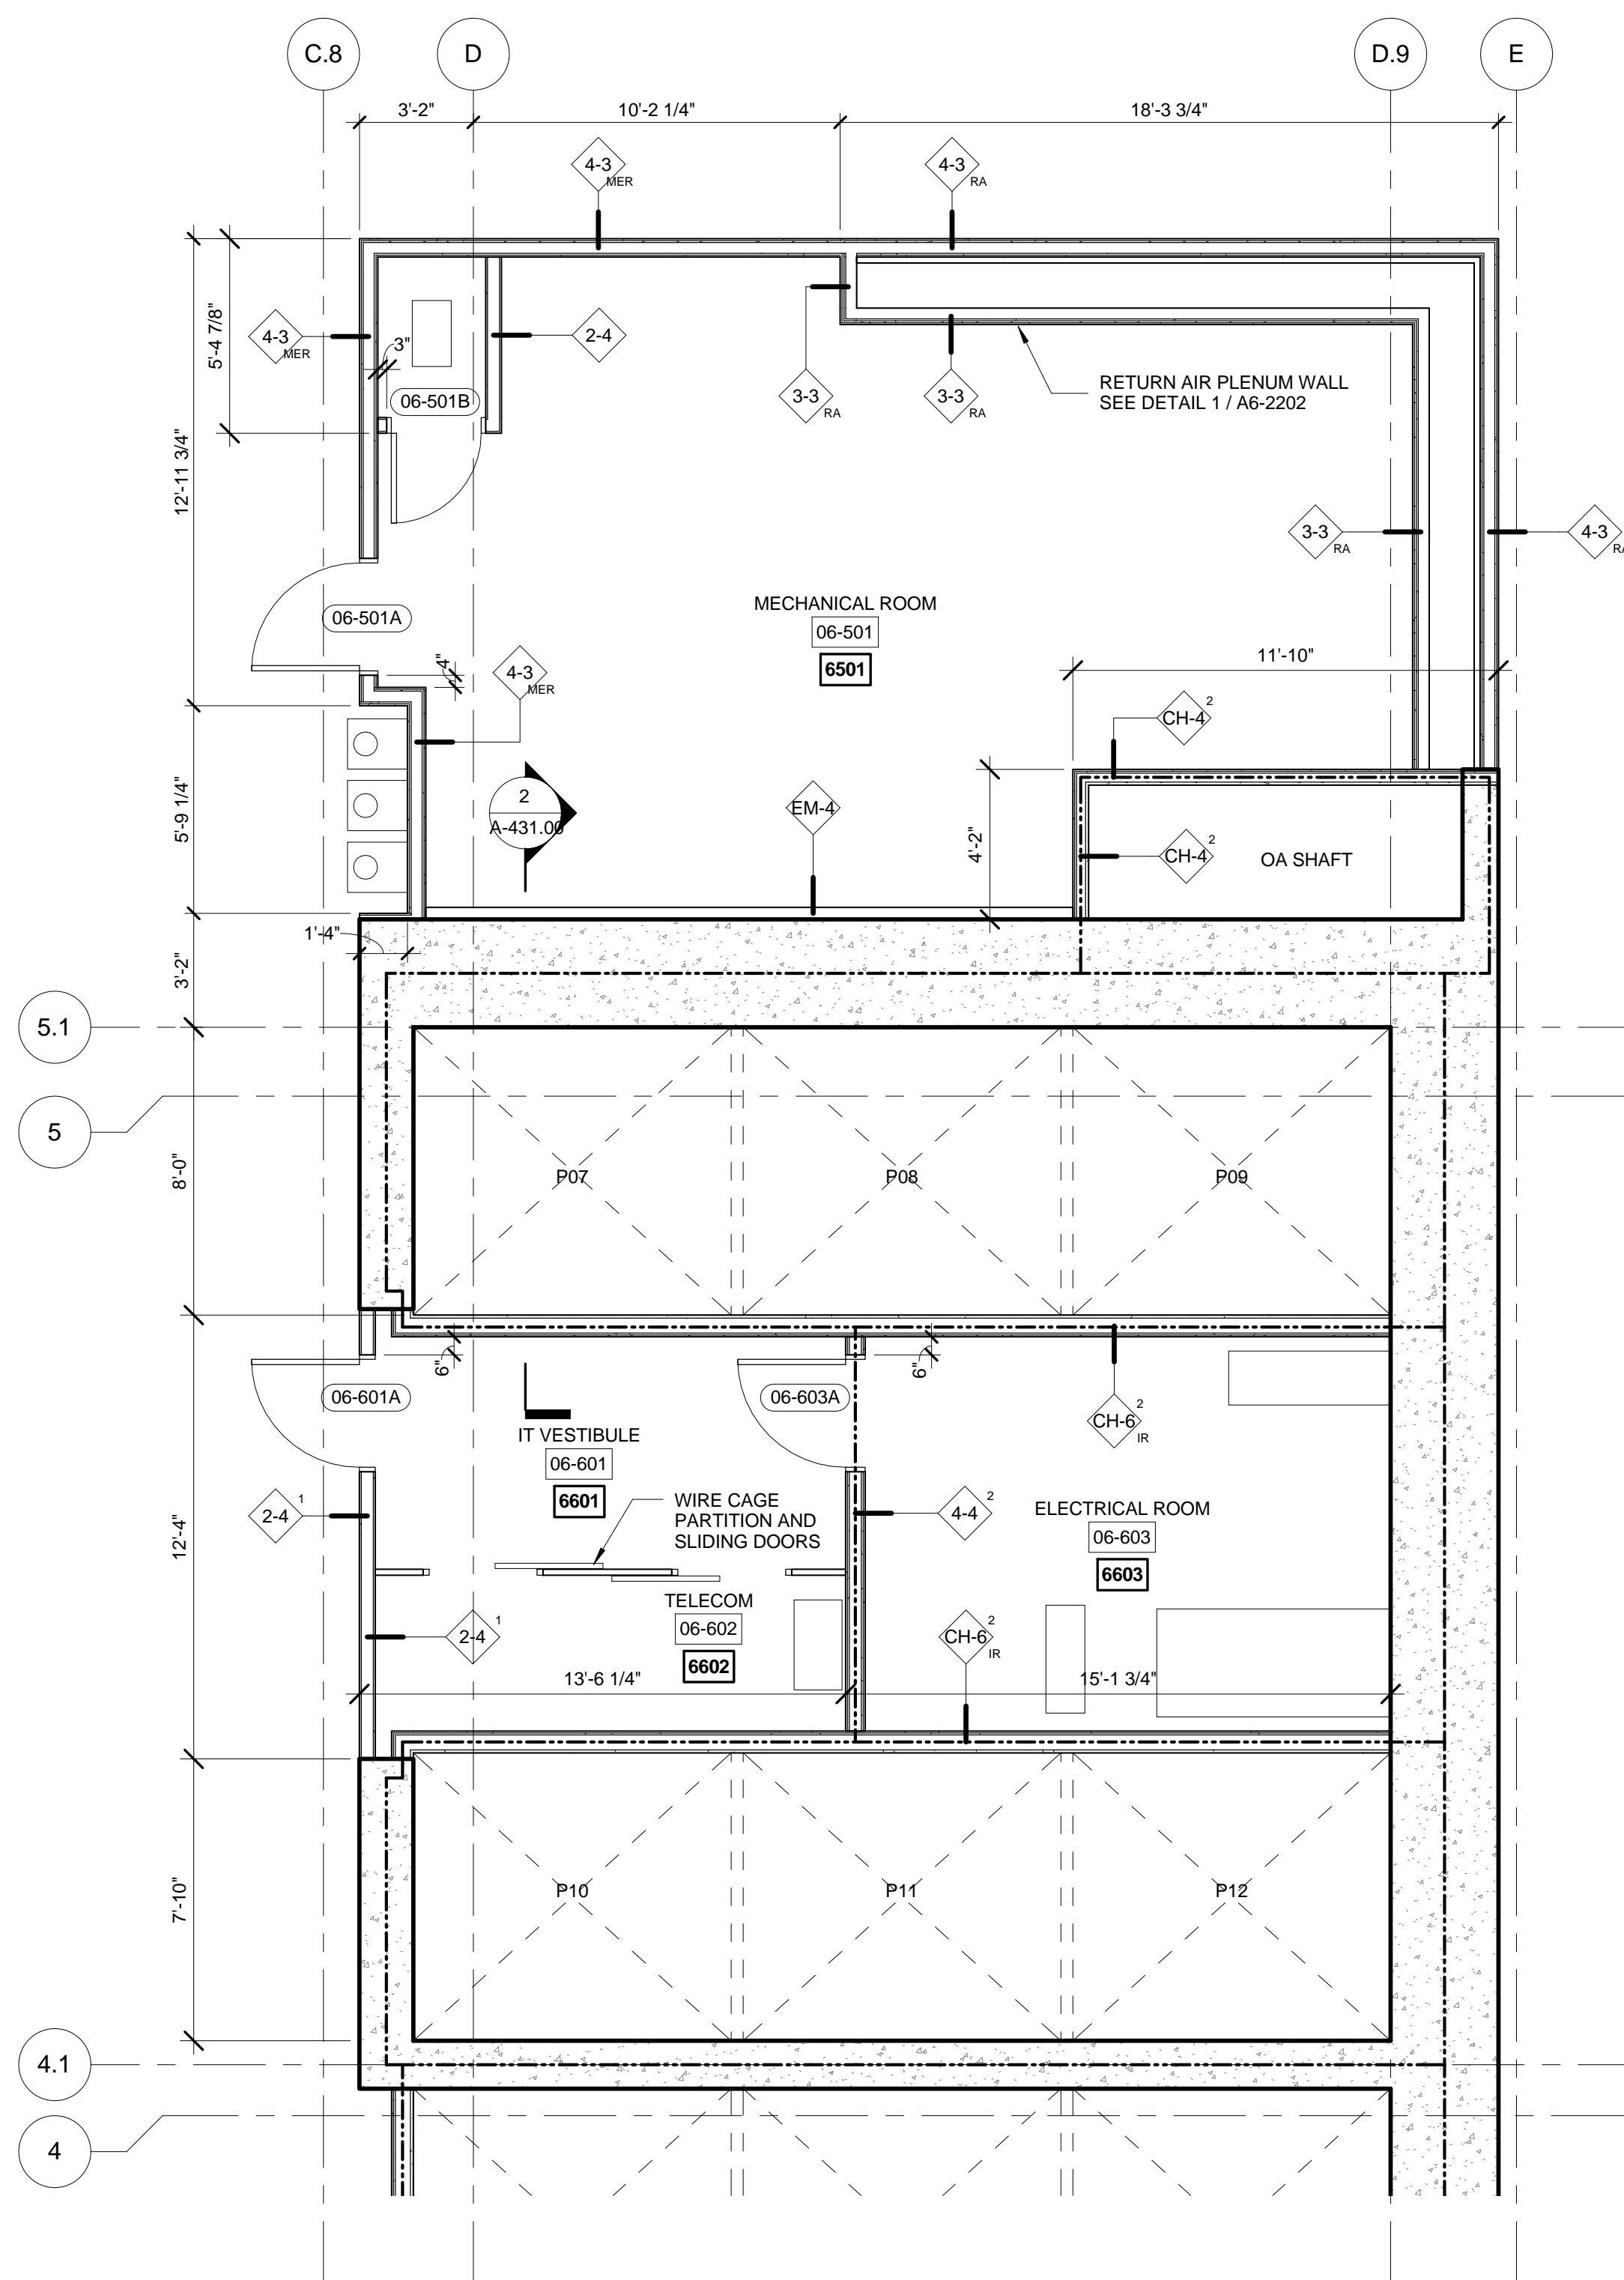 C.8
D
D.9
E
3'-2"
10'-2 1/4"
18'-3 3/4"
4-3
MER
4-3
RA
5'-4 7/8"
4-3
MER
3"
2-4
06-501B
3-3
RA
3-3
RA
RETURN AIR PLENUM WALL
SEE DETAIL 1 / A6-2202
12'-11 3/4"
3-3
RA
4-3
RA
06-501A
MECHANICAL ROOM
06-501
6501
4"
4-3
MER
11'-10"
CH-4
2
5'-9 1/4"
2
A-431.00
EM-4
4'-2"
CH-4
2
OA SHAFT
1'-4"
3'-2"
5.1
5
8'-0"
P07
P08
P09
6"
6"
06-601A
06-603A
CH-6
2
IR
IT VESTIBULE
06-601
6601
2-4
1
WIRE CAGE
PARTITION AND
SLIDING DOORS
4-4
2
ELECTRICAL ROOM
06-603
6603
12'-4"
TELECOM
06-602
6602
2-4
1
CH-6
2
IR
13'-6 1/4"
15'-1 3/4"
7'-10"
P10
P11
P12
4.1
4